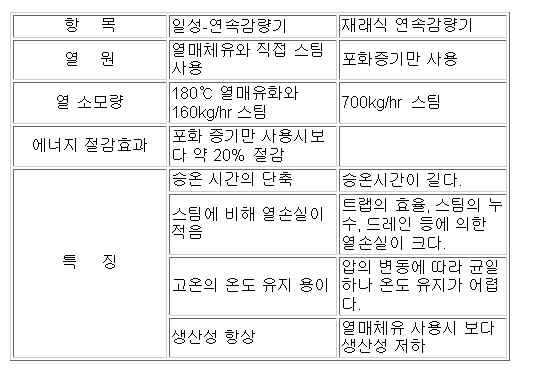 항 목 일성-연속감량기 재래식 연속감량기
열 원 열매체유와 직접 스팀 사용 포화증기만 사용
열 소모량 180℃ 열매유화와 160kg/hr 스팀 700kg/hr 스팀
에너지 절감효과 포화 증기만 사용시보다 약 20% 절감
특 징
승온 시간의 단축 승온시간이 길다.
스팀에 비해 열손실이 적음 트랩의 효율, 스팀의 누수, 드레인 등에 의한 열손실이 크다.
고온의 온도 유지 용이 압의 변동에 따라 균일하나 온도 유지가 어렵다.
생산성 항상 열매체유 사용시 보다 생산성 저하